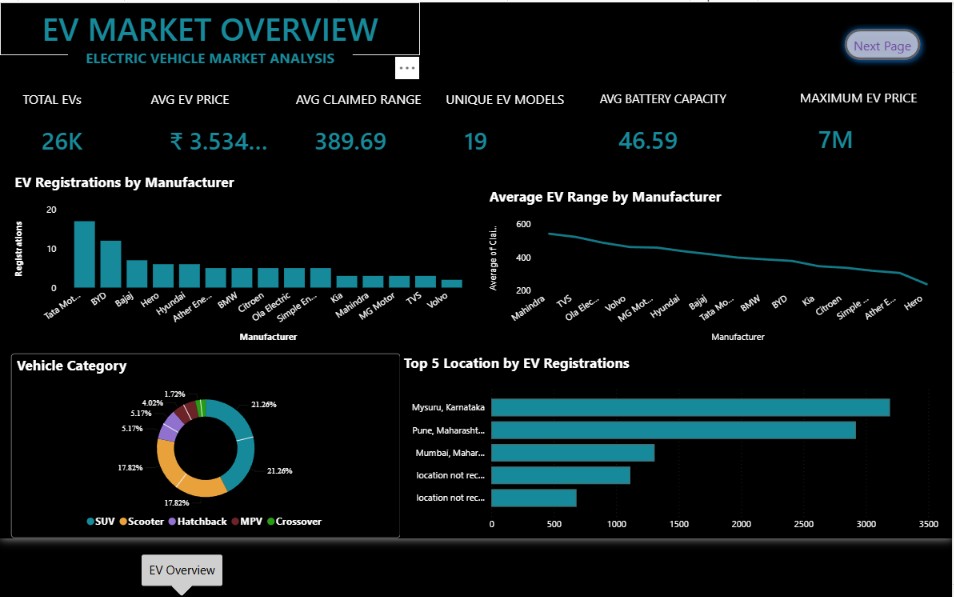 EV MARKET OVERVIEW
ELECTRIC VEHICLE MARKET ANALYSIS
Next Page
TOTAL EVs AVG EV PRICE AVG CLAIMED RANGE UNIQUE EV MODELS AVG BATTERY CAPACITY MAXIMUM EV PRICE
26K ₹ 3.534... 389.69 19 46.59 7M
EV Registrations by Manufacturer
Registrations
20
10
0
Tata Mot... BYD Bajaj Hero Hyundai Ather Ene... BMW Citroen Ola Electric Simple En... Kia Mahindra MG Motor TVS Volvo
Manufacturer
Average EV Range by Manufacturer
Average of Clai...
600
400
200
Mahindra TVS Ola Elec... Volvo MG Mot... Hyundai Bajaj Tata Mo... BMW BYD Kia Citroen Simple ... Ather E... Hero
Manufacturer
Vehicle Category
1.72%
4.02%
5.17%
5.17%
17.82%
17.82%
21.26%
21.26%
SUV Scooter Hatchback MPV Crossover
Top 5 Location by EV Registrations
Mysuru, Karnataka
Pune, Maharasht...
Mumbai, Mahar...
location not rec...
location not rec...
0 500 1000 1500 2000 2500 3000 3500
EV Overview